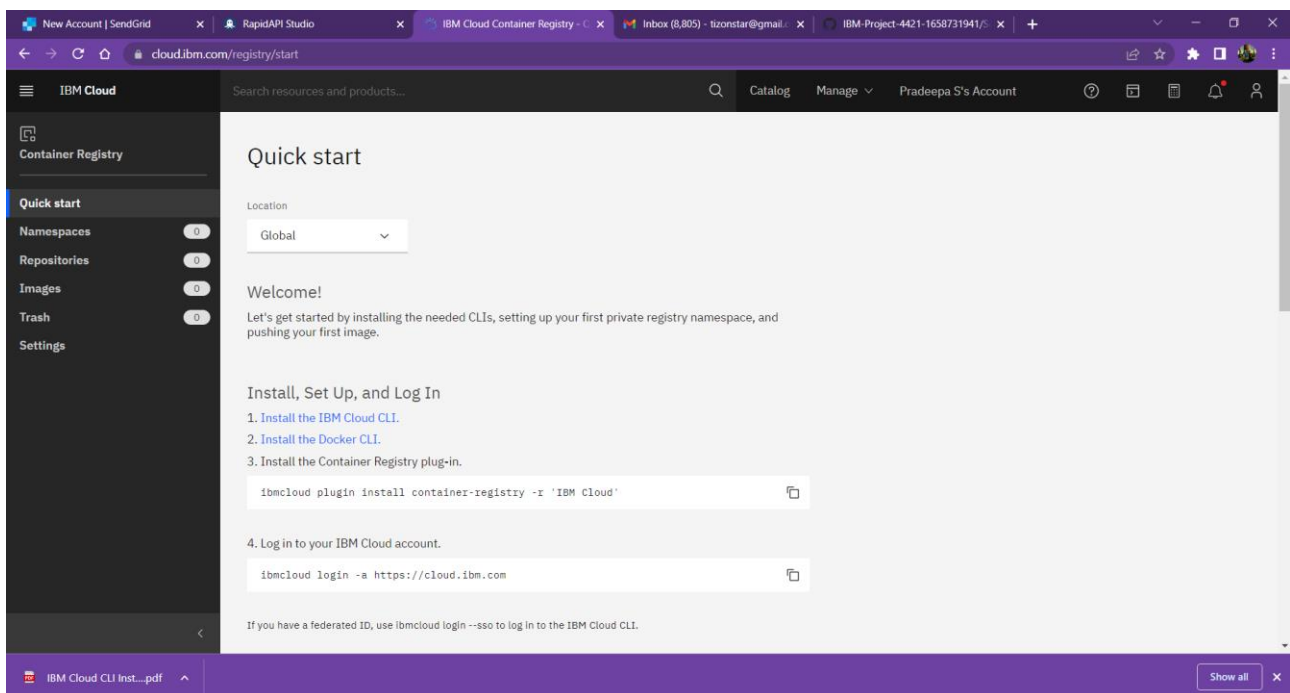 New Account | SendGrid
RapidAPI Studio
IBM Cloud Container Registry - C
Inbox (8,805) - tizonstar@gmail.c
IBM-Project-4421-1658731941/S
cloud.ibm.com/registry/start
IBM Cloud
Search resources and products...
Catalog
Manage
Pradeepa S's Account
Container Registry
Quick start
Namespaces 0
Repositories 0
Images 0
Trash 0
Settings
Quick start
Location
Global
Welcome!
Let's get started by installing the needed CLIs, setting up your first private registry namespace, and
pushing your first image.
Install, Set Up, and Log In
1. Install the IBM Cloud CLI.
2. Install the Docker CLI.
3. Install the Container Registry plug-in.
ibmcloud plugin install container-registry -r 'IBM Cloud'
4. Log in to your IBM Cloud account.
ibmcloud login -a https://cloud.ibm.com
If you have a federated ID, use ibmcloud login --sso to log in to the IBM Cloud CLI.
IBM Cloud CLI Inst....pdf
Show all